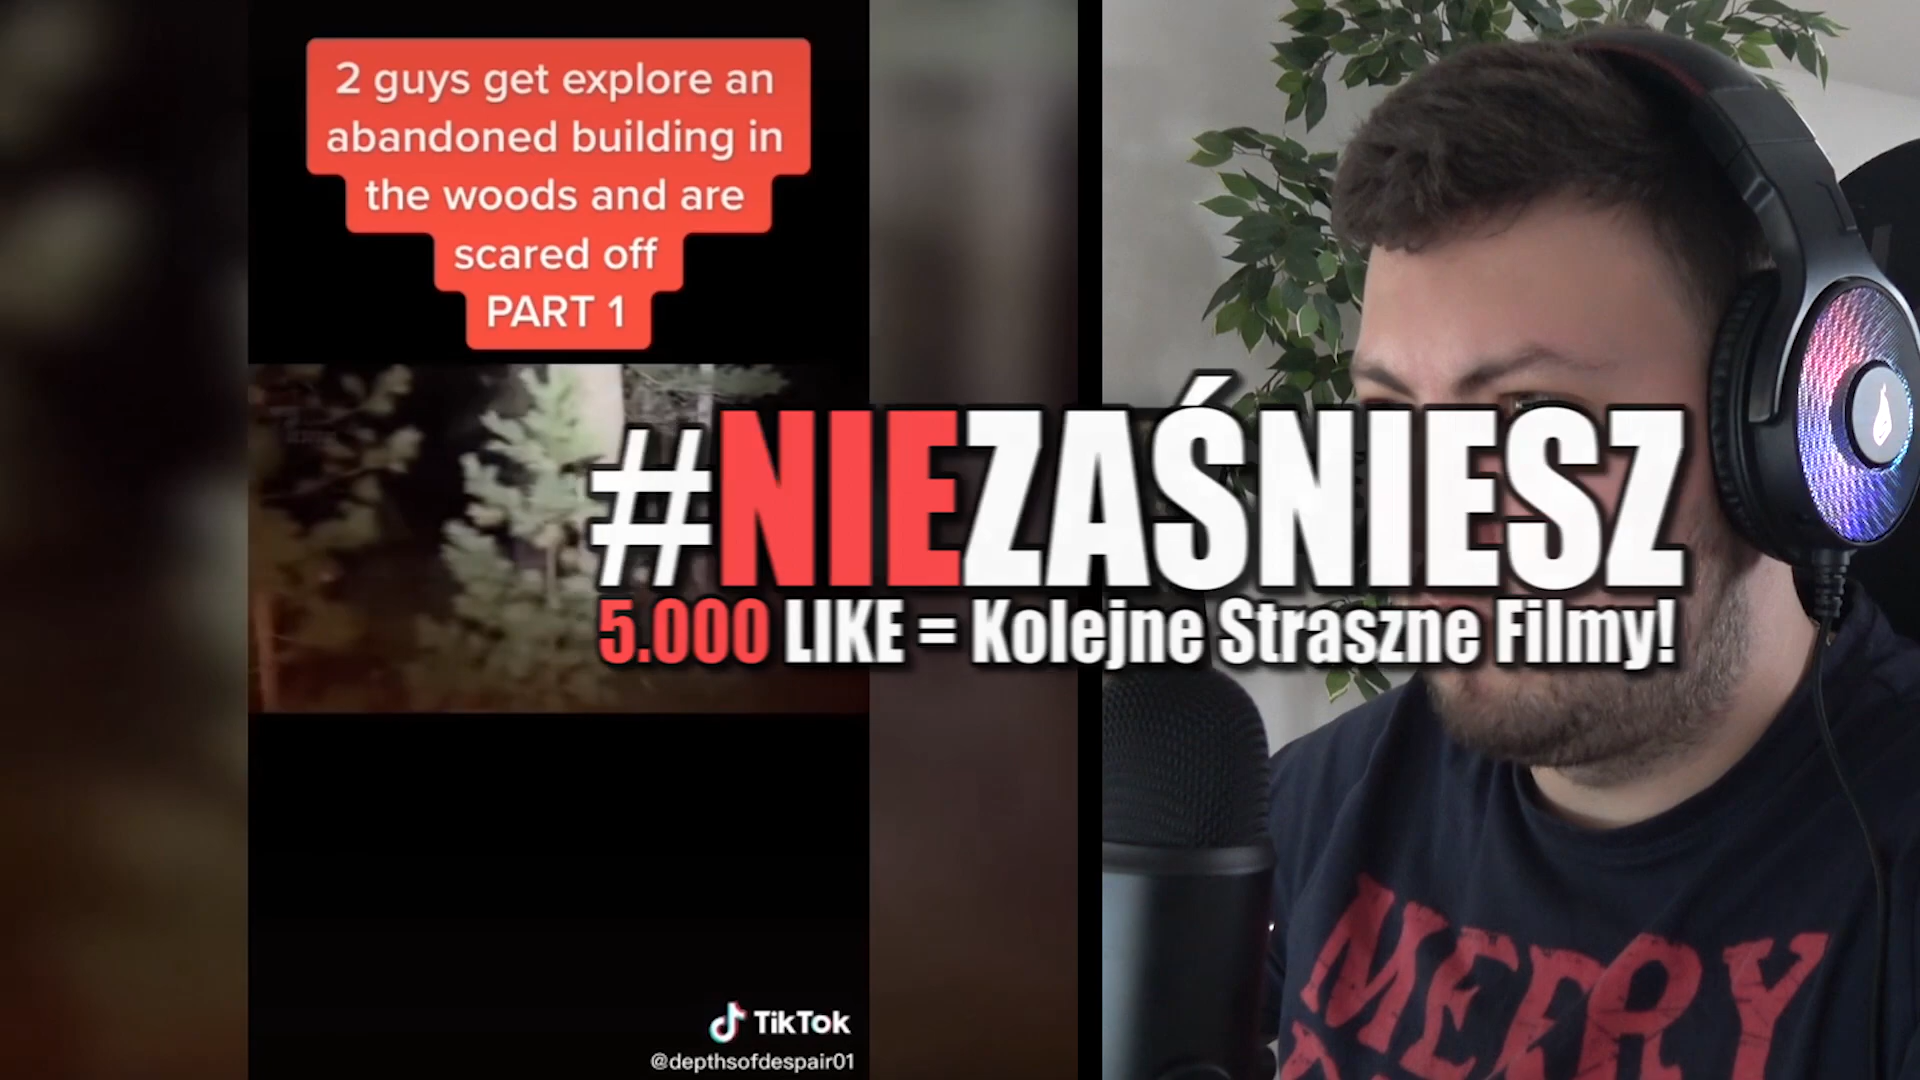 2 guys get explore an
abandoned building in
the woods and are
scared off
PART 1
#NIEZAŚNIESZ
5.000 LIKE = Kolejne Straszne Filmy!
TikTok
@depthsofdespair01
MERRY